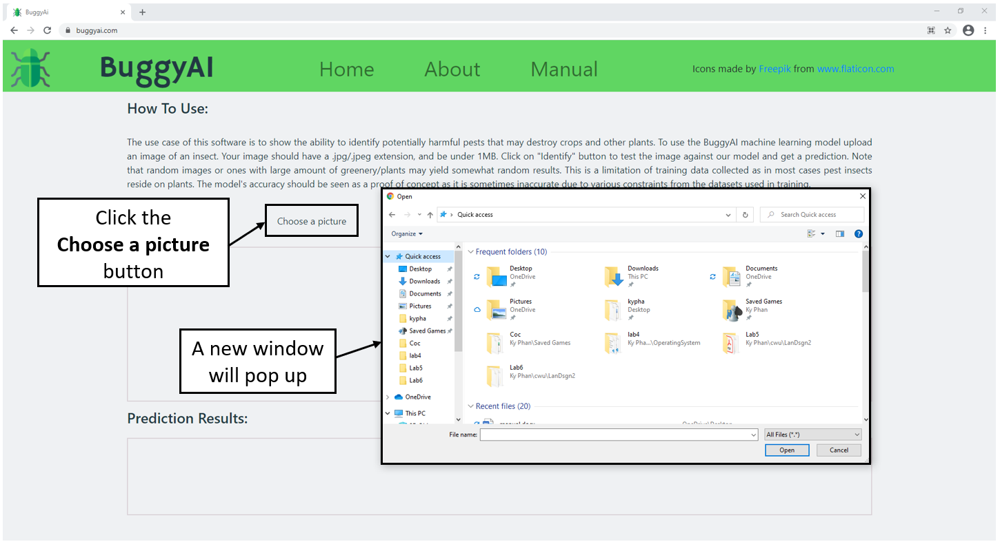 BuggyAi
buggyai.com
BuggyAI
Home
About
Manual
Icons made by Freepik from www.flaticon.com
How To Use:
The use case of this software is to show the ability to identify potentially harmful pests that may destroy crops and other plants. To use the BuggyAI machine learning model upload
an image of an insect. Your image should have a .jpg/.jpeg extension, and be under 1MB. Click on "Identify" button to test the image against our model and get a prediction. Note
that random images or ones with large amount of greenery/plants may yield somewhat random results. This is a limitation of training data collected as in most cases pest insects
reside on plants. The model's accuracy should be seen as a proof of concept as it is sometimes inaccurate due to various constraints from the datasets used in training.
Click the
Choose a picture
button
Choose a picture
A new window
will pop up
Prediction Results:
Open
Quick access
Search Quick access
Organize
Quick access
Desktop
Downloads
Documents
Pictures
kypha
Saved Games
Coc
lab4
Lab5
Lab6
OneDrive
This PC
Frequent folders (10)
Desktop
OneDrive
Downloads
This PC
Documents
OneDrive
Pictures
OneDrive
kypha
Desktop
Saved Games
Ky Phan
Coc
Ky Phan\Saved Games
lab4
Ky Pha...\OperatingSystem
Lab5
Ky Phan\cwu\LanDsgn2
Lab6
Ky Phan\cwu\LanDsgn2
Recent files (20)
File name:
All Files (*.*)
Open
Cancel